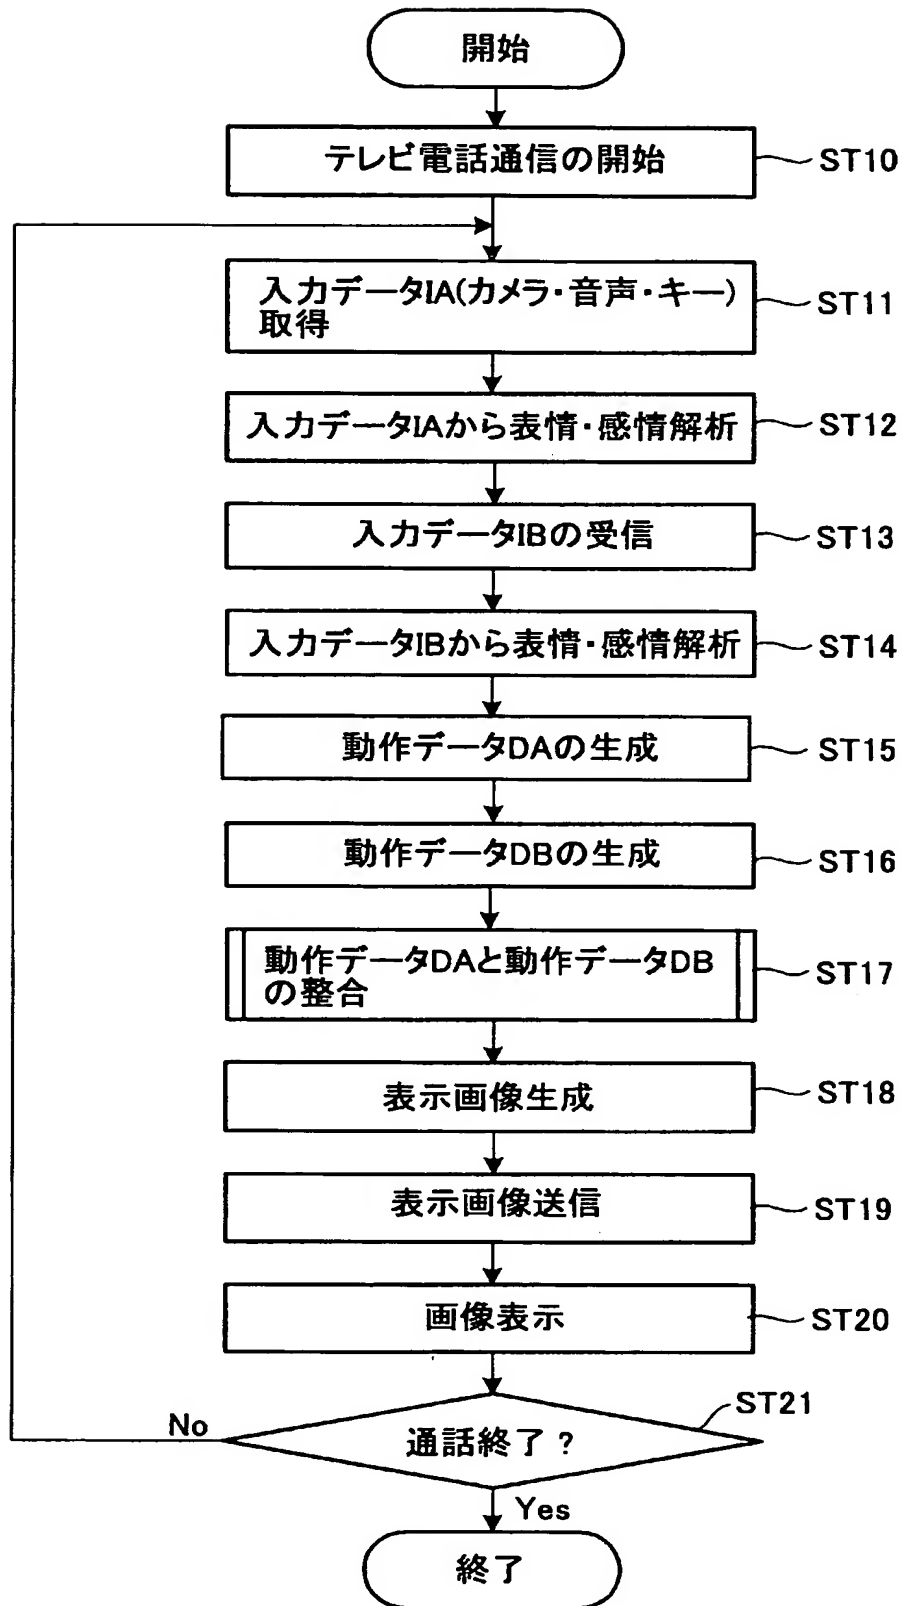 開始
テレビ電話通信の開始
ST10
入力データIA(カメラ・音声・キー)
取得
ST11
入力データIAから表情・感情解析
ST12
入力データIBの受信
ST13
入力データIBから表情・感情解析
ST14
動作データDAの生成
ST15
動作データDBの生成
ST16
動作データDAと動作データDB
の整合
ST17
表示画像生成
ST18
表示画像送信
ST19
画像表示
ST20
ST21
通話終了?
No
Yes
終了